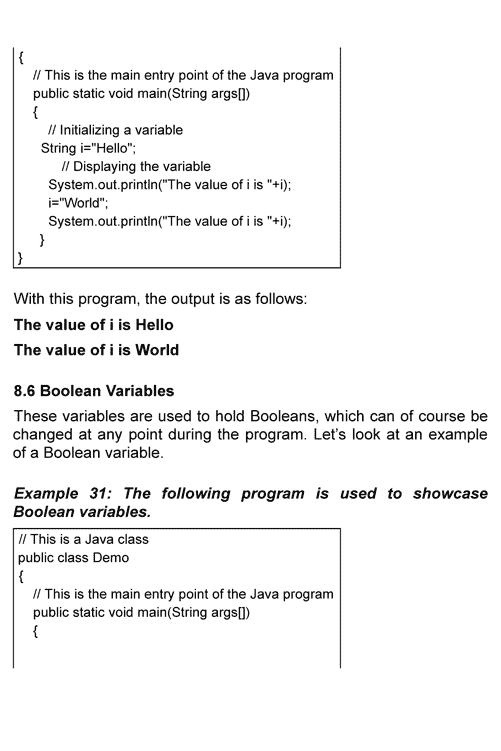 {
// This is the main entry point of the Java program
public static void main(String args[])
{
// Initializing a variable
String i="Hello";
// Displaying the variable
System.out.println("The value of i is "+i);
i="World";
System.out.println("The value of i is "+i);
}
}
With this program, the output is as follows:
The value of i is Hello
The value of i is World
8.6 Boolean Variables
These variables are used to hold Booleans, which can of course be
changed at any point during the program. Let's look at an example
of a Boolean variable.
Example 31: The following program is used to showcase
Boolean variables.
// This is a Java class
public class Demo
{
// This is the main entry point of the Java program
public static void main(String args[])
{